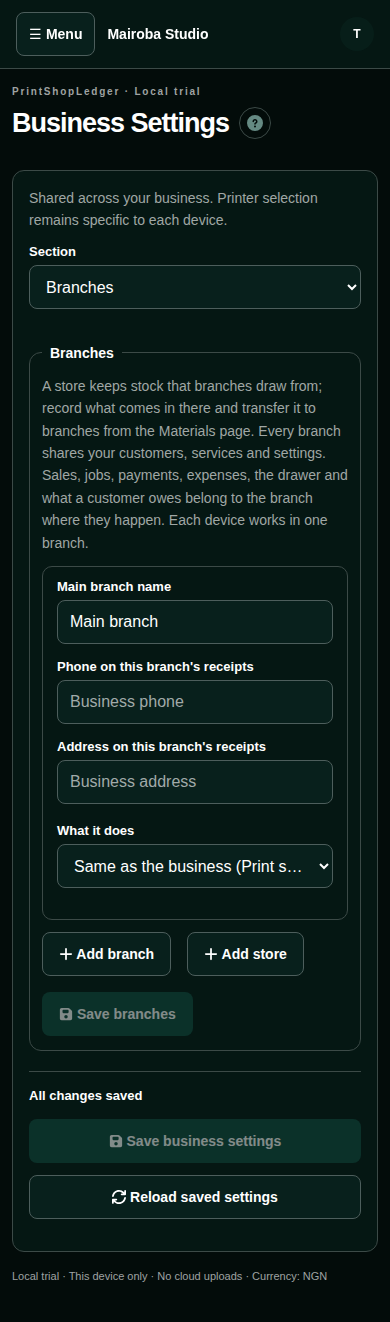 ☰ Menu
Mairoba Studio
T
PrintShopLedger · Local trial
Business Settings
?
Shared across your business. Printer selection
remains specific to each device.
Section
Branches
Branches
A store keeps stock that branches draw from;
record what comes in there and transfer it to
branches from the Materials page. Every branch
shares your customers, services and settings.
Sales, jobs, payments, expenses, the drawer and
what a customer owes belong to the branch
where they happen. Each device works in one
branch.
Main branch name
Main branch
Phone on this branch's receipts
Business phone
Address on this branch's receipts
Business address
What it does
Same as the business (Print s…
Add branch
Add store
Save branches
All changes saved
Save business settings
Reload saved settings
Local trial · This device only · No cloud uploads · Currency: NGN